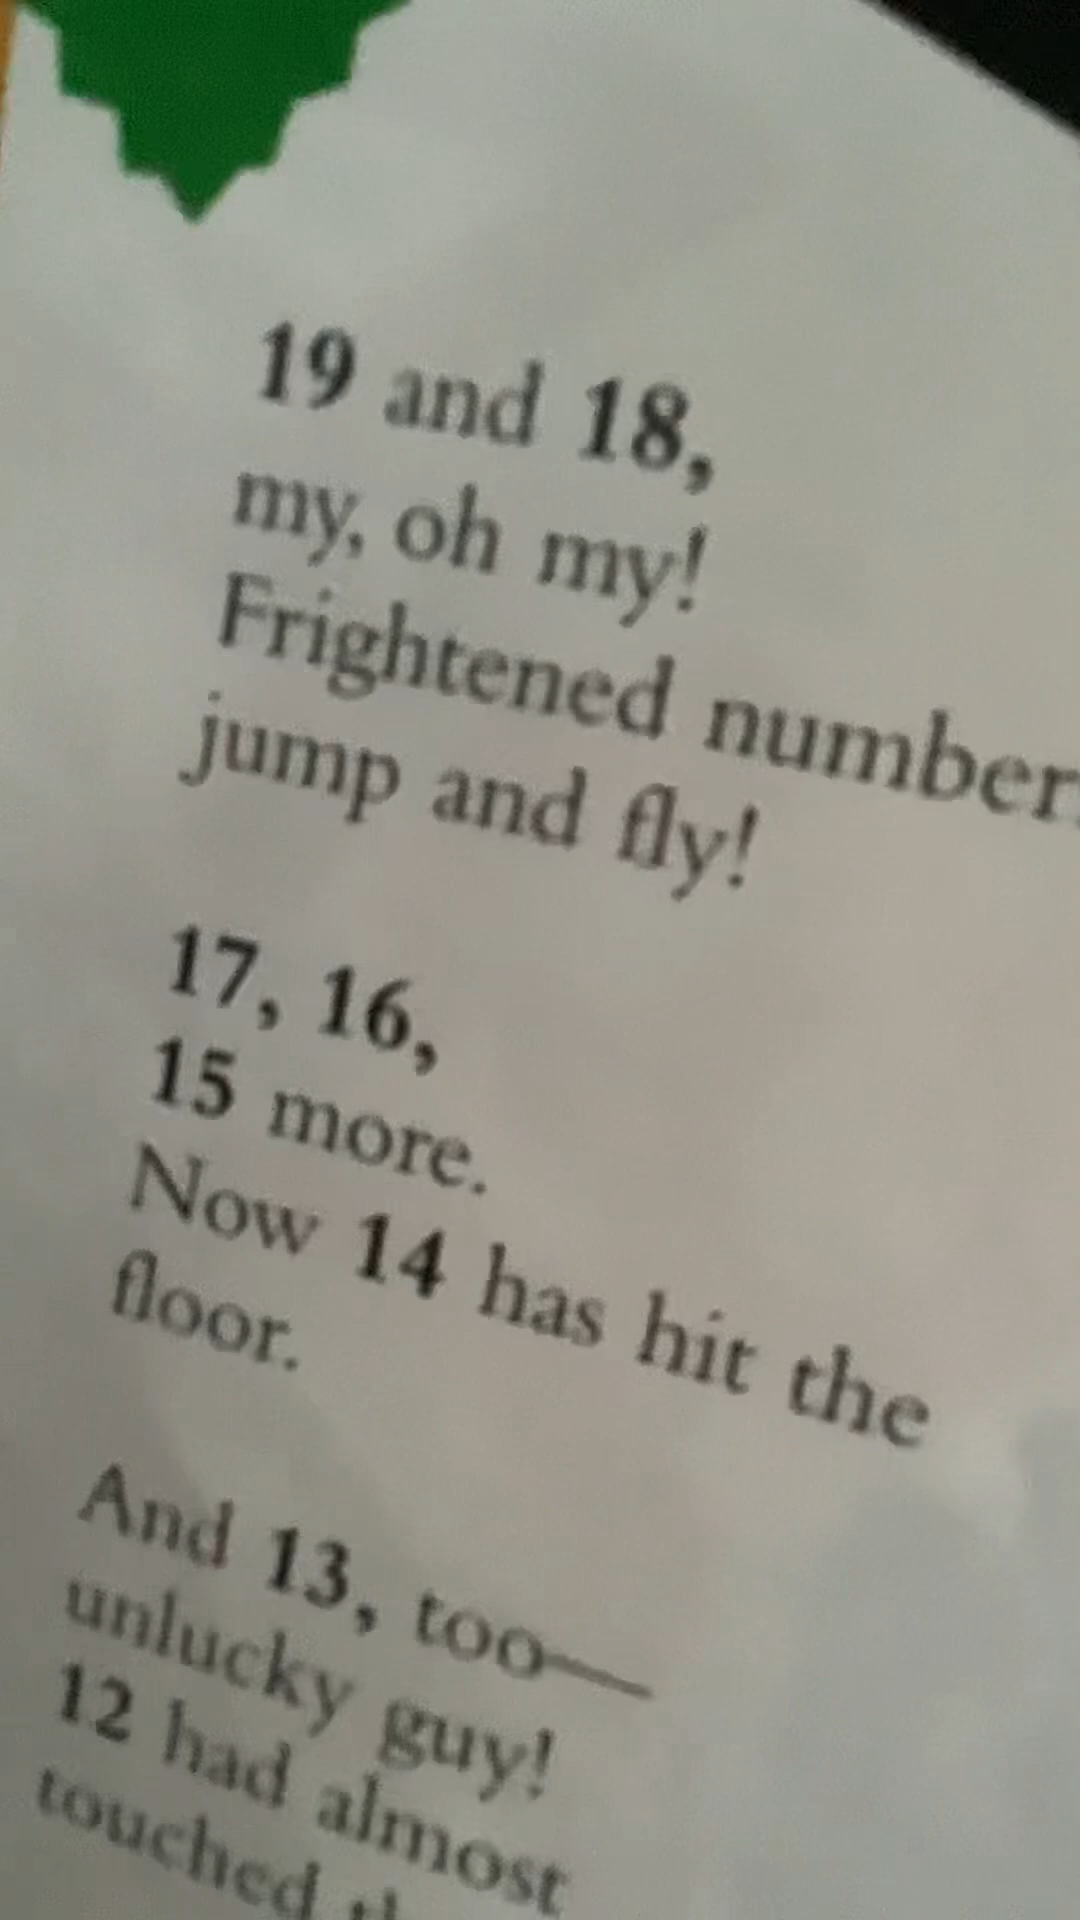 19 and 18,
my, oh my!
Frightened number
jump and fly!
17, 16,
15 more.
Now 14 has hit the
floor.
And 13, too—
unlucky guy!
12 had almost
touched